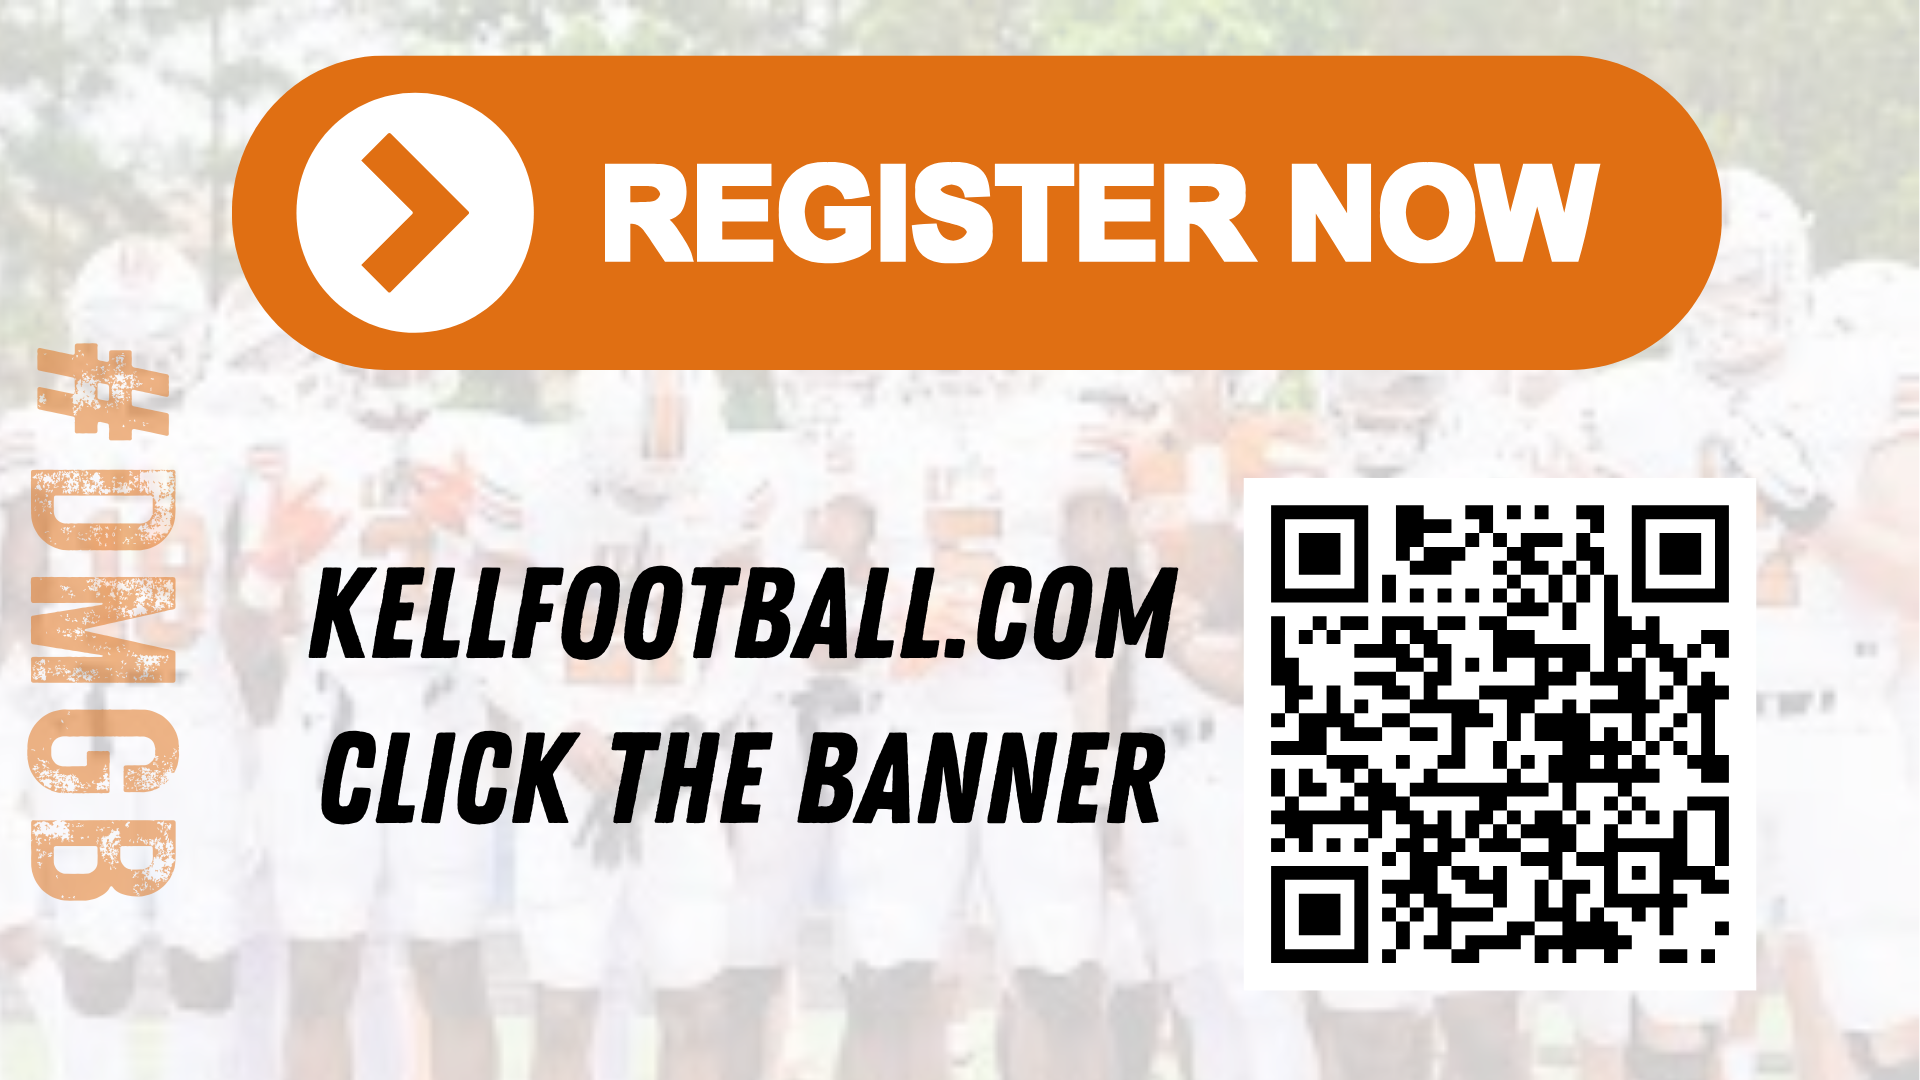 REGISTER NOW
#DMGB
KELLFOOTBALL.COM
CLICK THE BANNER